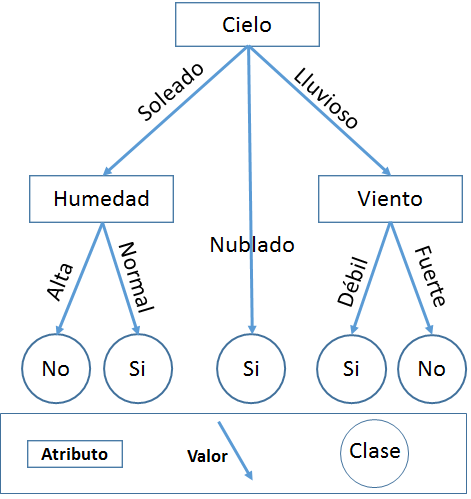 Cielo
Soleado
Lluvioso
Humedad
Viento
Nublado
Alta
Normal
Débil
Fuerte
No
Si
Si
Si
No
Atributo
Valor
Clase